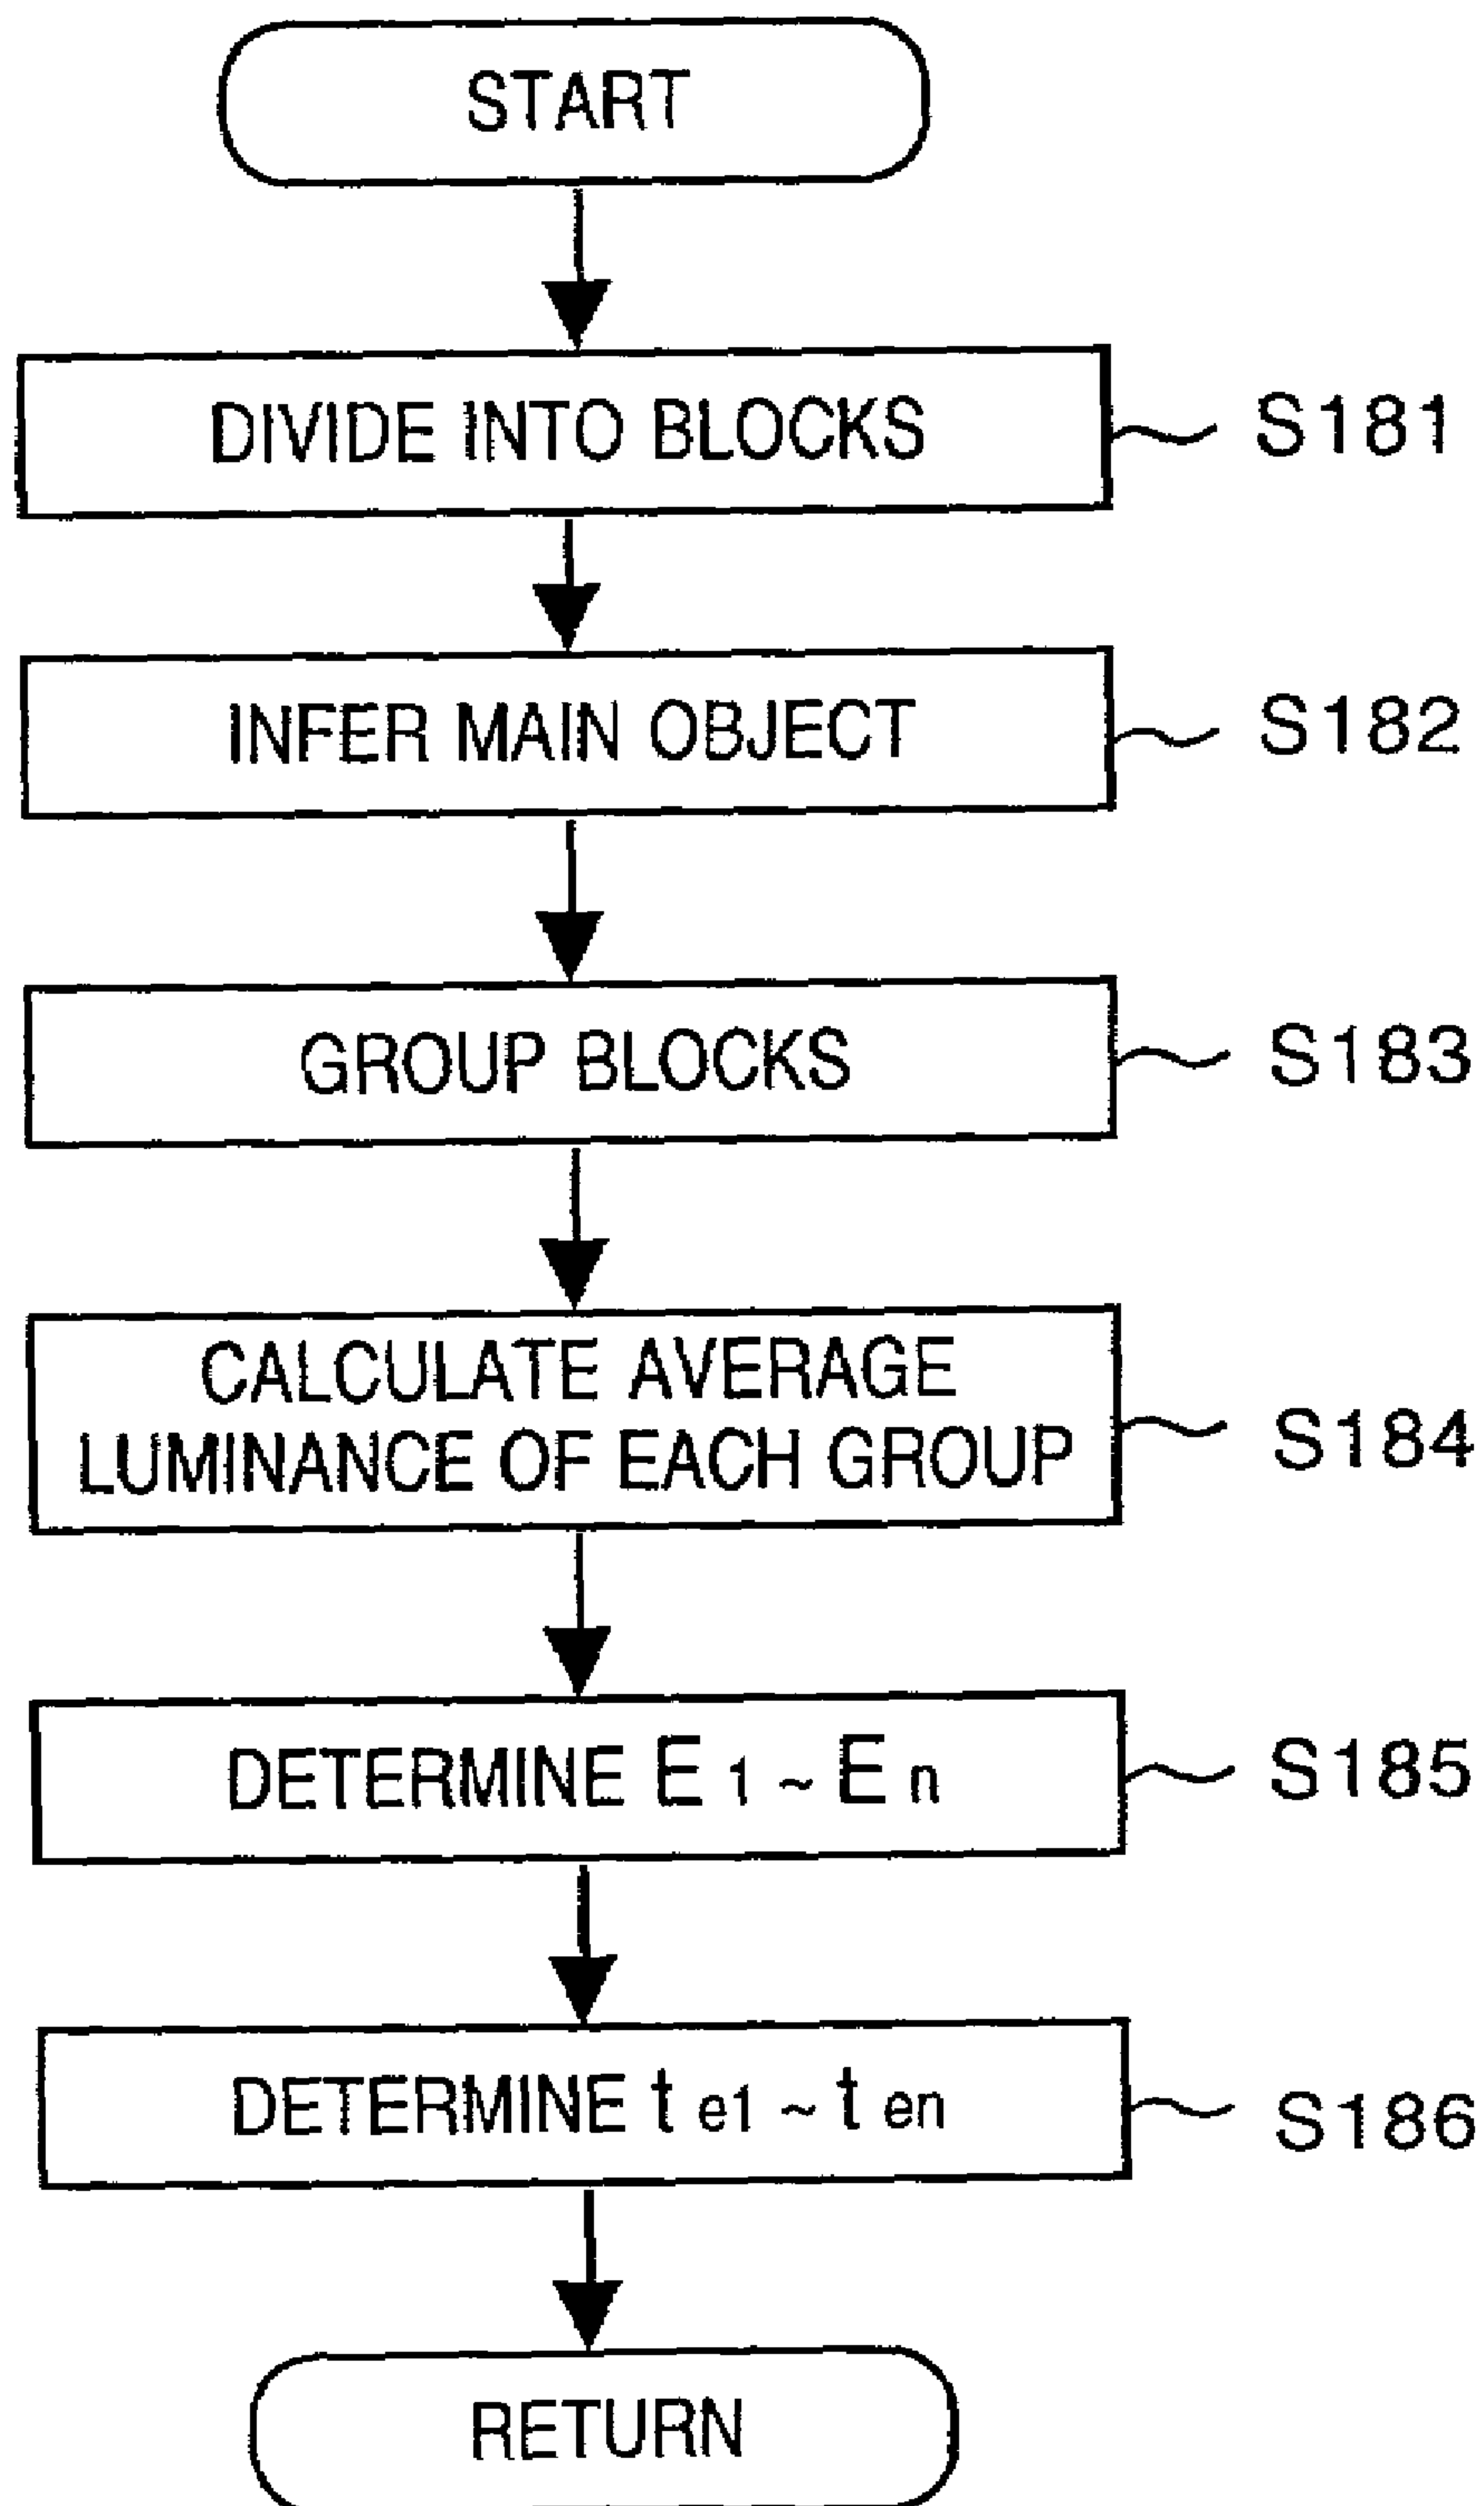 START
DIVIDE INTO BLOCKS
S181
INFER MAIN OBJECT
S182
GROUP BLOCKS
S183
CALCULATE AVERAGE
LUMINANCE OF EACH GROUP
S184
DETERMINE E1~En
S185
DETERMINE te1~ten
S186
RETURN